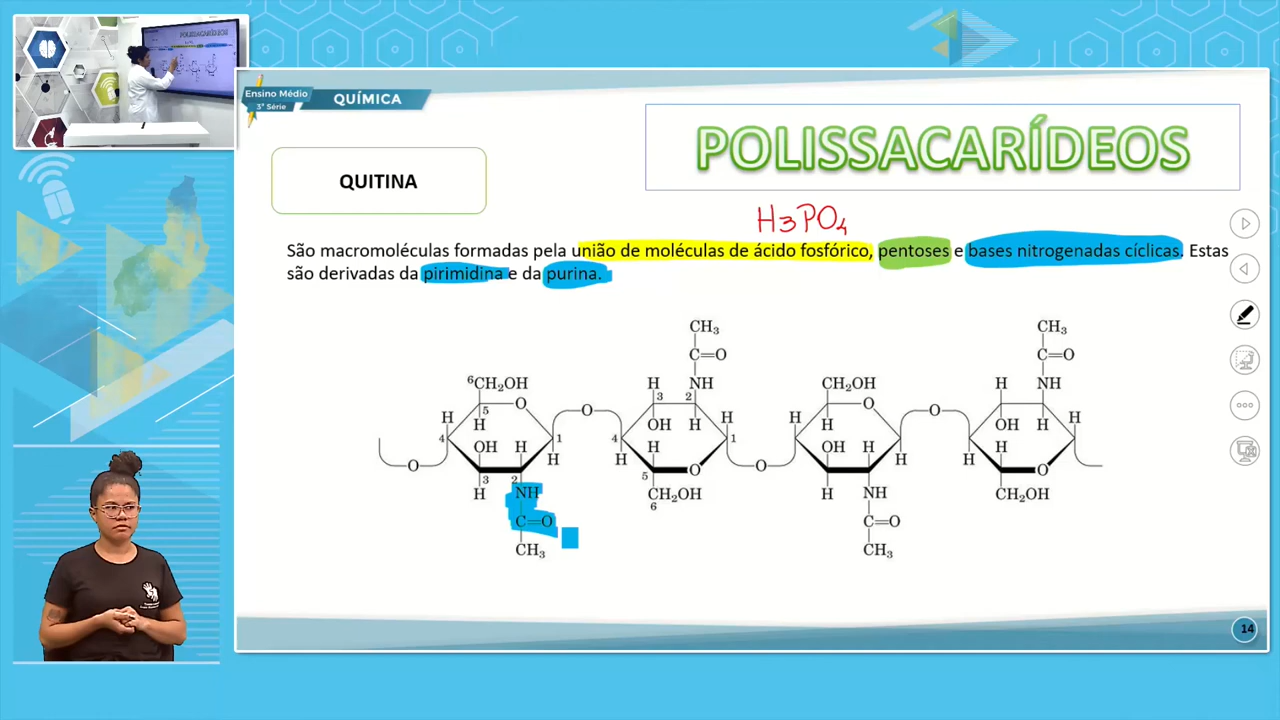 POLISSACARÍDEOS
Ensino Médio
3ª Série
QUÍMICA
POLISSACARÍDEOS
QUITINA
H3PO4
São macromoléculas formadas pela união de moléculas de ácido fosfórico, pentoses e bases nitrogenadas cíclicas. Estas
são derivadas da pirimidina e da purina.
CH₃ CH₃
C=O C=O
⁶CH₂OH H NH CH₂OH H NH
5 O O 3 2 O O
H H OH H H H H OH H H
4 OH H 1 4 H 1 OH H H
O H H O H H O
3 2 5 O O
H NH CH₂OH H NH CH₂OH
6
C=O C=O
CH₃ CH₃
14